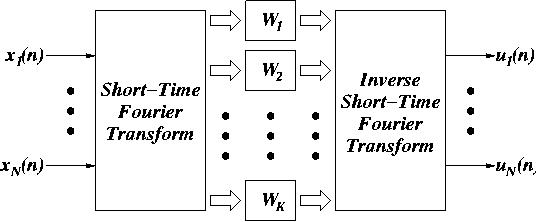 x1(n)
xN(n)
Short-Time
Fourier
Transform
W1
W2
WK
Inverse
Short-Time
Fourier
Transform
u1(n)
uN(n)